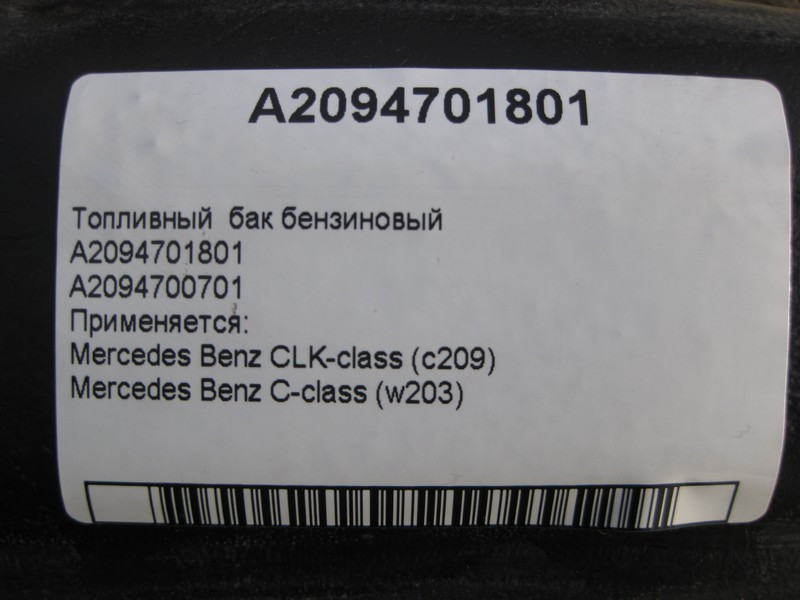 A2094701801
Топливный бак бензиновый
A2094701801
A2094700701
Применяется:
Mercedes Benz CLK-class (c209)
Mercedes Benz C-class (w203)